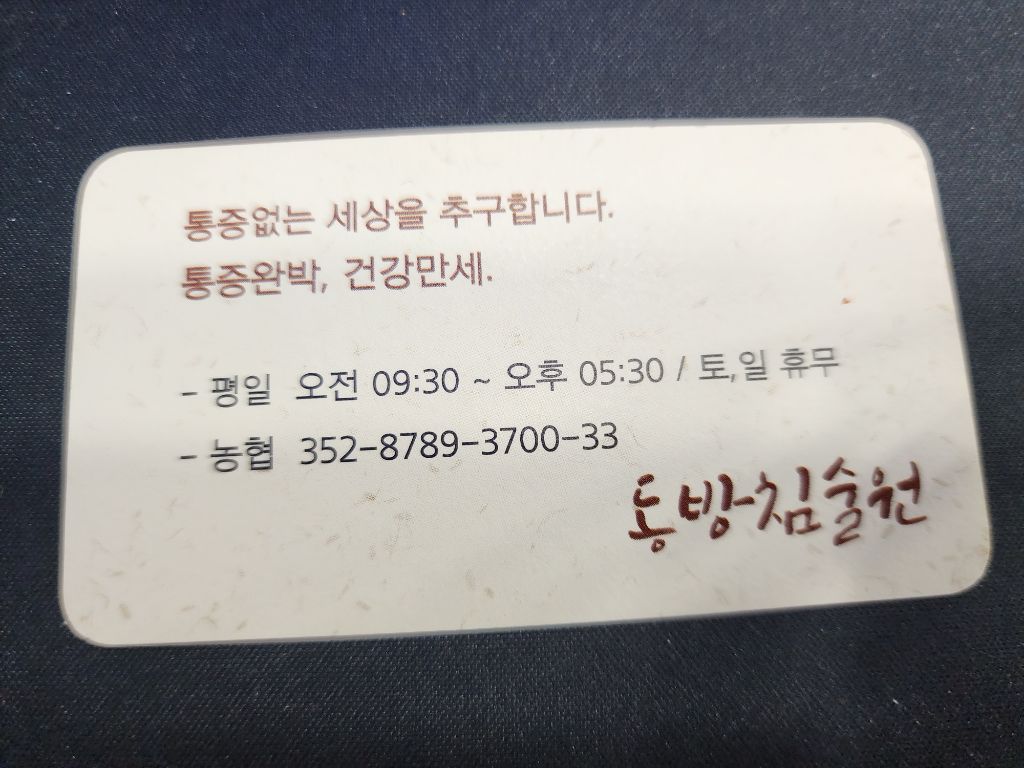 통증없는 세상을 추구합니다.
통증완박, 건강만세.
- 평일 오전 09:30 ~ 오후 05:30 / 토,일 휴무
- 농협 352-8789-3700-33
동방침술원